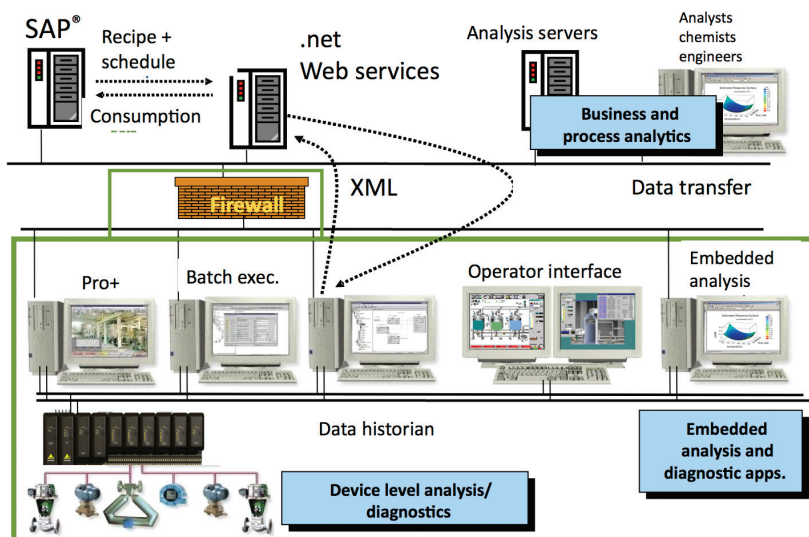 SAP®
Recipe +
schedule
Consumption
.net
Web services
Analysis servers
Analysts
chemists
engineers
Business and
process analytics
XML
Data transfer
Firewall
Pro+
Batch exec.
Operator interface
Embedded
analysis
Data historian
Embedded
analysis and
diagnostic apps.
Device level analysis/
diagnostics